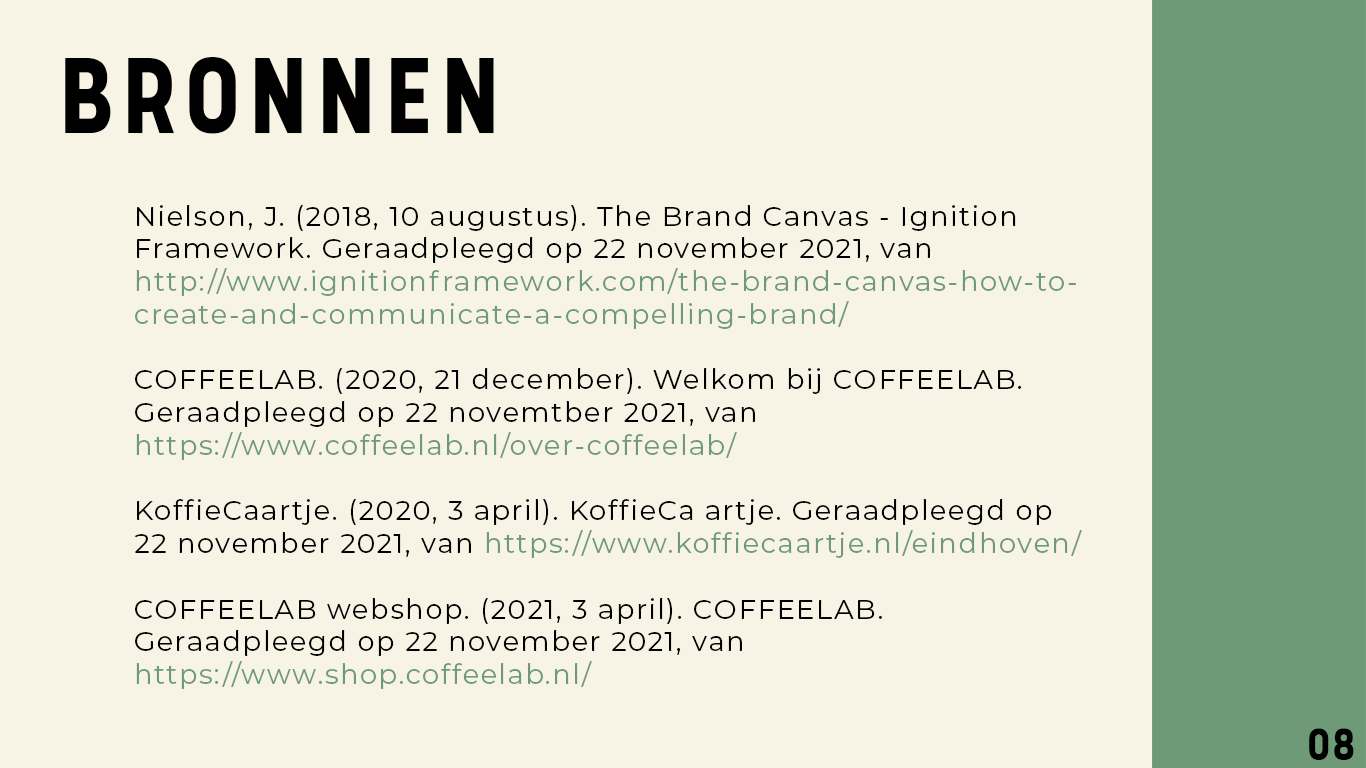 BRONNEN
Nielson, J. (2018, 10 augustus). The Brand Canvas - Ignition
Framework. Geraadpleegd op 22 november 2021, van
http://www.ignitionframework.com/the-brand-canvas-how-to-
create-and-communicate-a-compelling-brand/
COFFEELAB. (2020, 21 december). Welkom bij COFFEELAB.
Geraadpleegd op 22 novemtber 2021, van
https://www.coffeelab.nl/over-coffeelab/
KoffieCaartje. (2020, 3 april). KoffieCa artje. Geraadpleegd op
22 november 2021, van https://www.koffiecaartje.nl/eindhoven/
COFFEELAB webshop. (2021, 3 april). COFFEELAB.
Geraadpleegd op 22 november 2021, van
https://www.shop.coffeelab.nl/
08